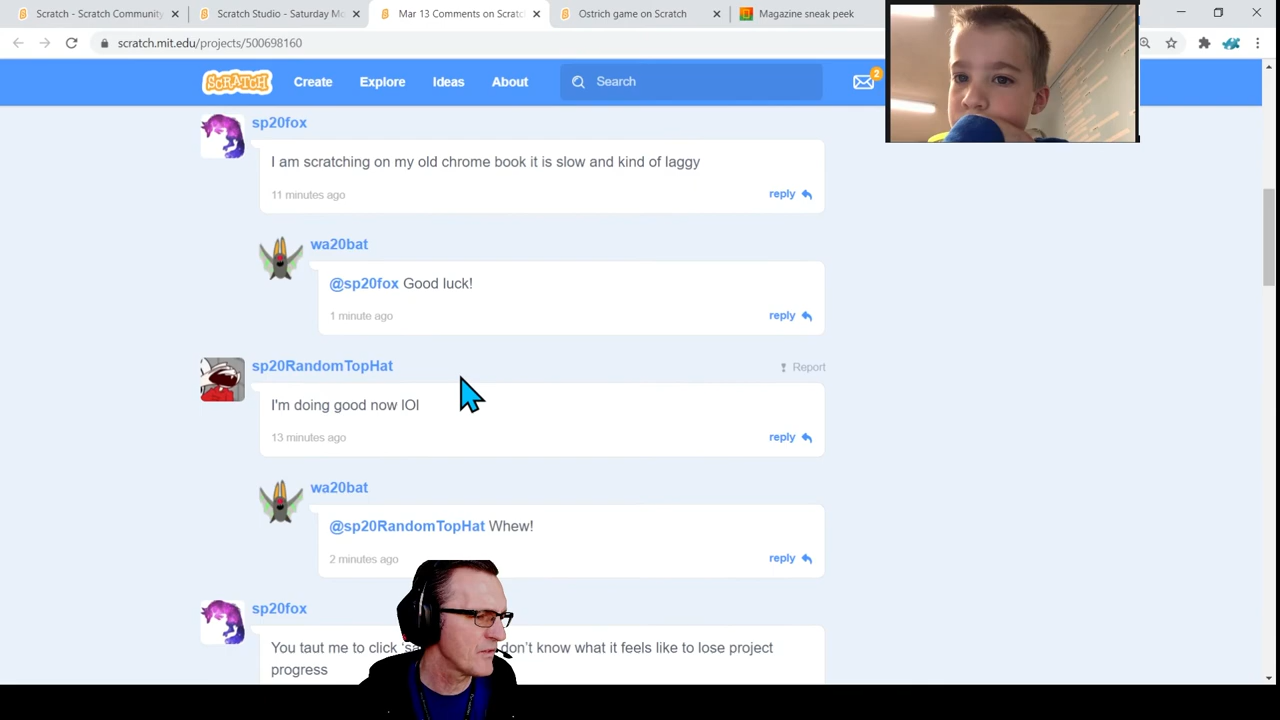 Scratch - Scratch Community
Scratch Studio - Saturday Mo
Mar 13 Comments on Scratc
Ostrich game on Scratch
Magazine sneak peek
scratch.mit.edu/projects/500698160
SCRATCH
Create
Explore
Ideas
About
Search
2
sp20fox
I am scratching on my old chrome book it is slow and kind of laggy
11 minutes ago
reply
wa20bat
@sp20fox Good luck!
1 minute ago
reply
sp20RandomTopHat
Report
I'm doing good now lOl
13 minutes ago
reply
wa20bat
@sp20RandomTopHat Whew!
2 minutes ago
reply
sp20fox
You taut me to click 'sa don't know what it feels like to lose project
progress